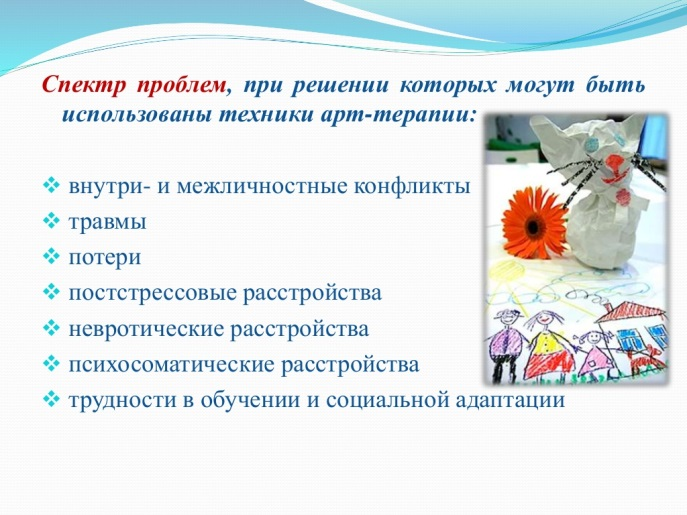 Спектр проблем, при решении которых могут быть
использованы техники арт-терапии:
внутри- и межличностные конфликты
травмы
потери
постстрессовые расстройства
невротические расстройства
психосоматические расстройства
трудности в обучении и социальной адаптации